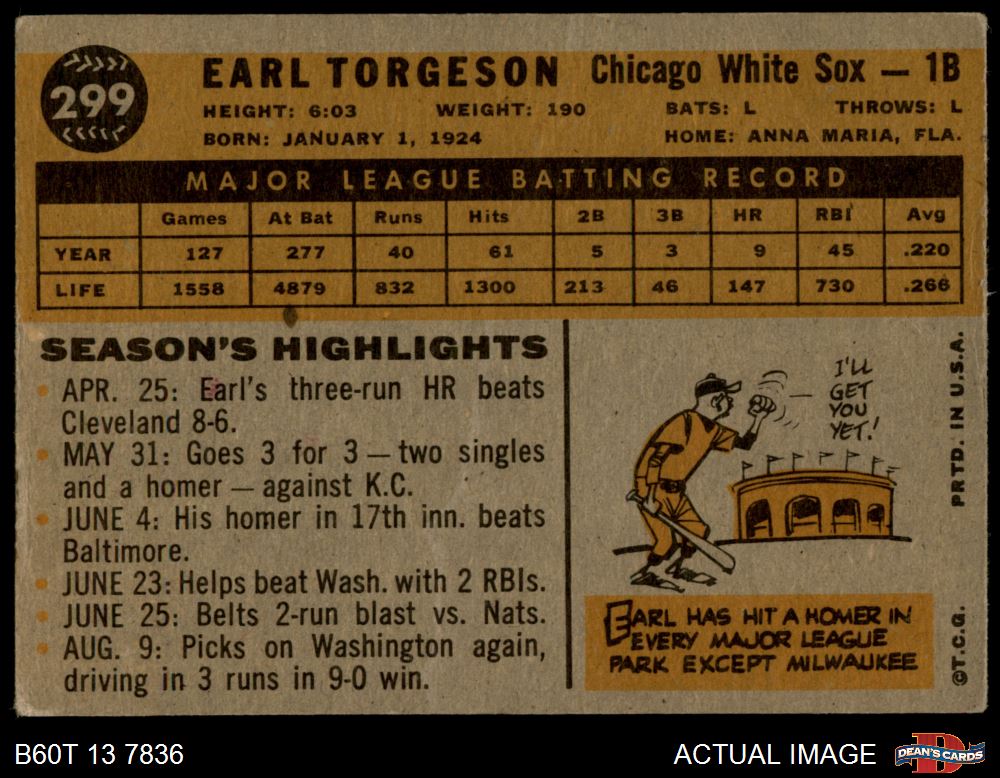 299
EARL TORGESON Chicago White Sox — 1B
HEIGHT: 6:03 WEIGHT: 190 BATS: L THROWS: L
BORN: JANUARY 1, 1924 HOME: ANNA MARIA, FLA.
MAJOR LEAGUE BATTING RECORD
Games At Bat Runs Hits 2B 3B HR RBI Avg
YEAR 127 277 40 61 5 3 9 45 .220
LIFE 1558 4879 832 1300 213 46 147 730 .266
SEASON'S HIGHLIGHTS
• APR. 25: Earl's three-run HR beats
Cleveland 8-6.
• MAY 31: Goes 3 for 3 — two singles
and a homer — against K.C.
• JUNE 4: His homer in 17th inn. beats
Baltimore.
• JUNE 23: Helps beat Wash. with 2 RBIs.
• JUNE 25: Belts 2-run blast vs. Nats.
• AUG. 9: Picks on Washington again,
driving in 3 runs in 9-0 win.
I'LL
GET
YOU
YET!
EARL HAS HIT A HOMER IN
EVERY MAJOR LEAGUE
PARK EXCEPT MILWAUKEE
©T.C.G. PRTD. IN U.S.A.
B60T 13 7836 ACTUAL IMAGE
DEAN'S CARDS